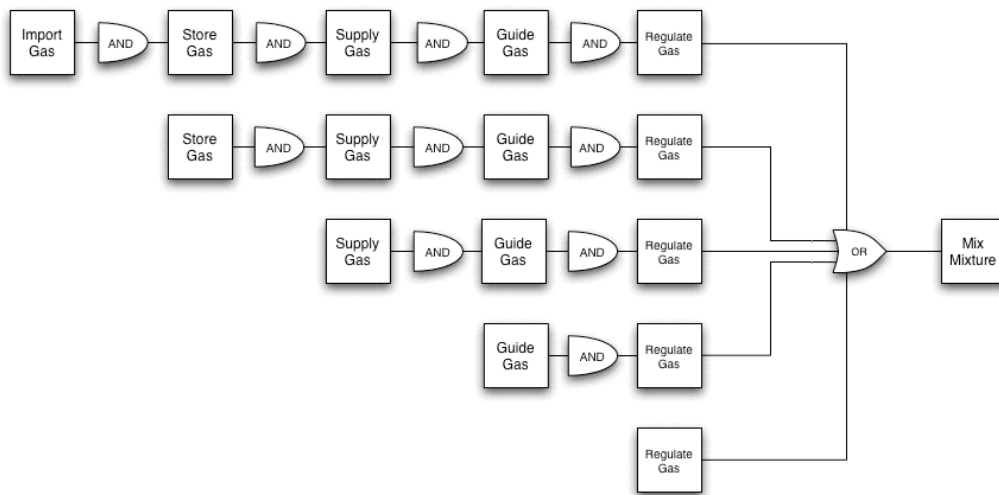 Import
Gas
AND
Store
Gas
AND
Supply
Gas
AND
Guide
Gas
AND
Regulate
Gas
Store
Gas
AND
Supply
Gas
AND
Guide
Gas
AND
Regulate
Gas
Supply
Gas
AND
Guide
Gas
AND
Regulate
Gas
OR
Mix
Mixture
Guide
Gas
AND
Regulate
Gas
Regulate
Gas